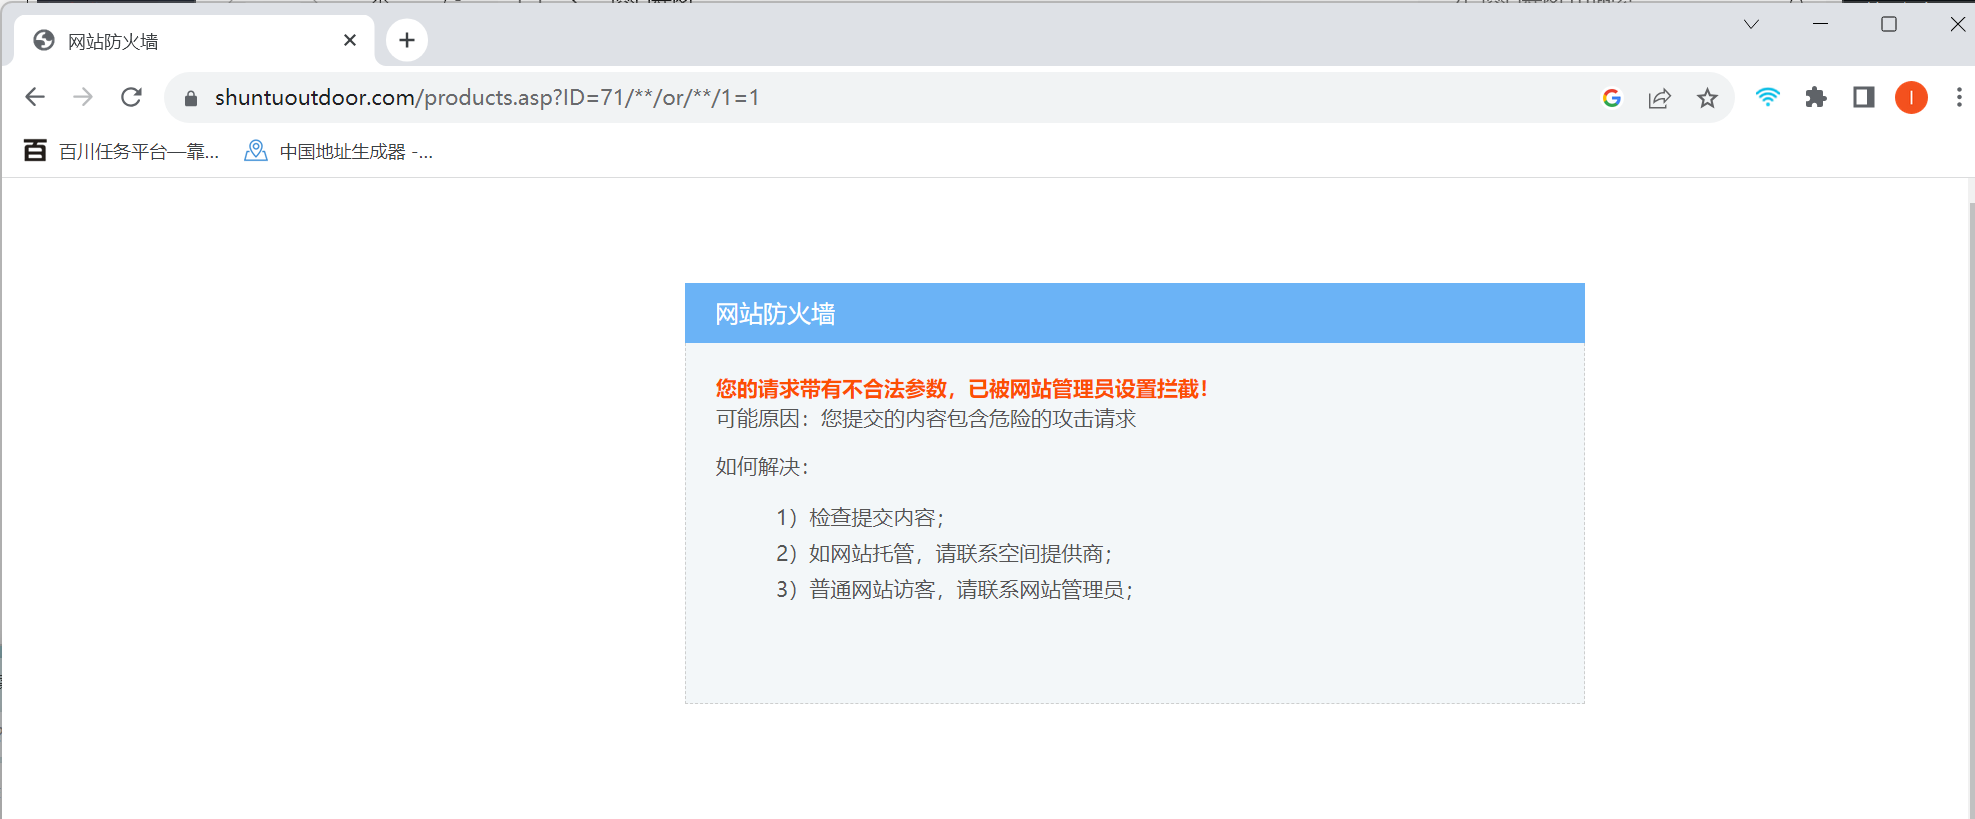 网站防火墙
shuntuoutdoor.com/products.asp?ID=71/**/or/**/1=1
I
百川任务平台—靠...
中国地址生成器 -...
网站防火墙
您的请求带有不合法参数，已被网站管理员设置拦截！
可能原因：您提交的内容包含危险的攻击请求
如何解决：
1）检查提交内容；
2）如网站托管，请联系空间提供商；
3）普通网站访客，请联系网站管理员；